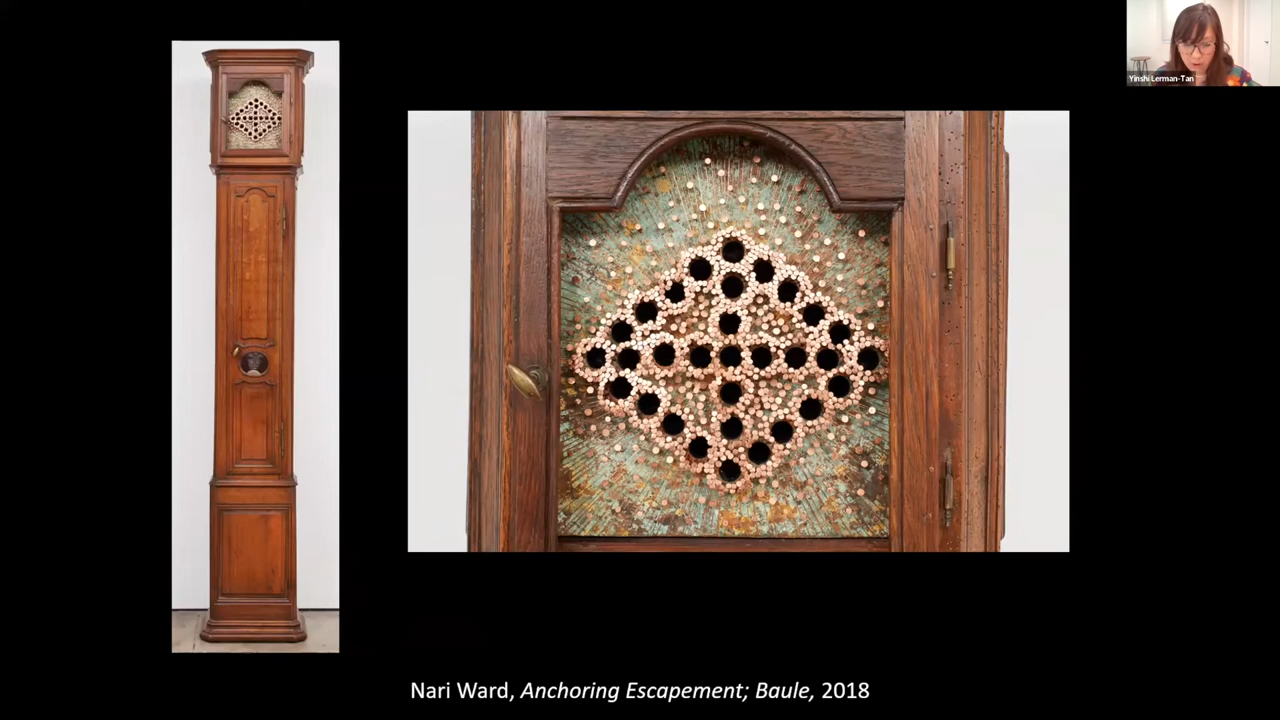 Yinshi Lerman-Tan
Nari Ward, Anchoring Escapement; Baule, 2018